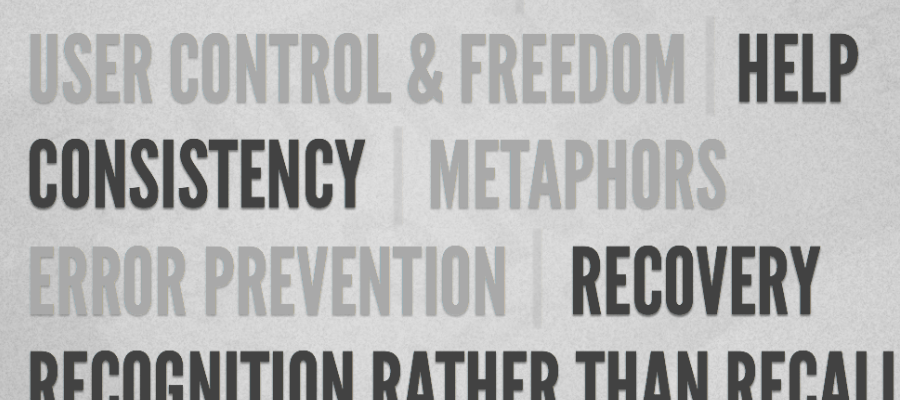 USER CONTROL & FREEDOM | HELP
CONSISTENCY | METAPHORS
ERROR PREVENTION | RECOVERY
RECOGNITION RATHER THAN RECALL